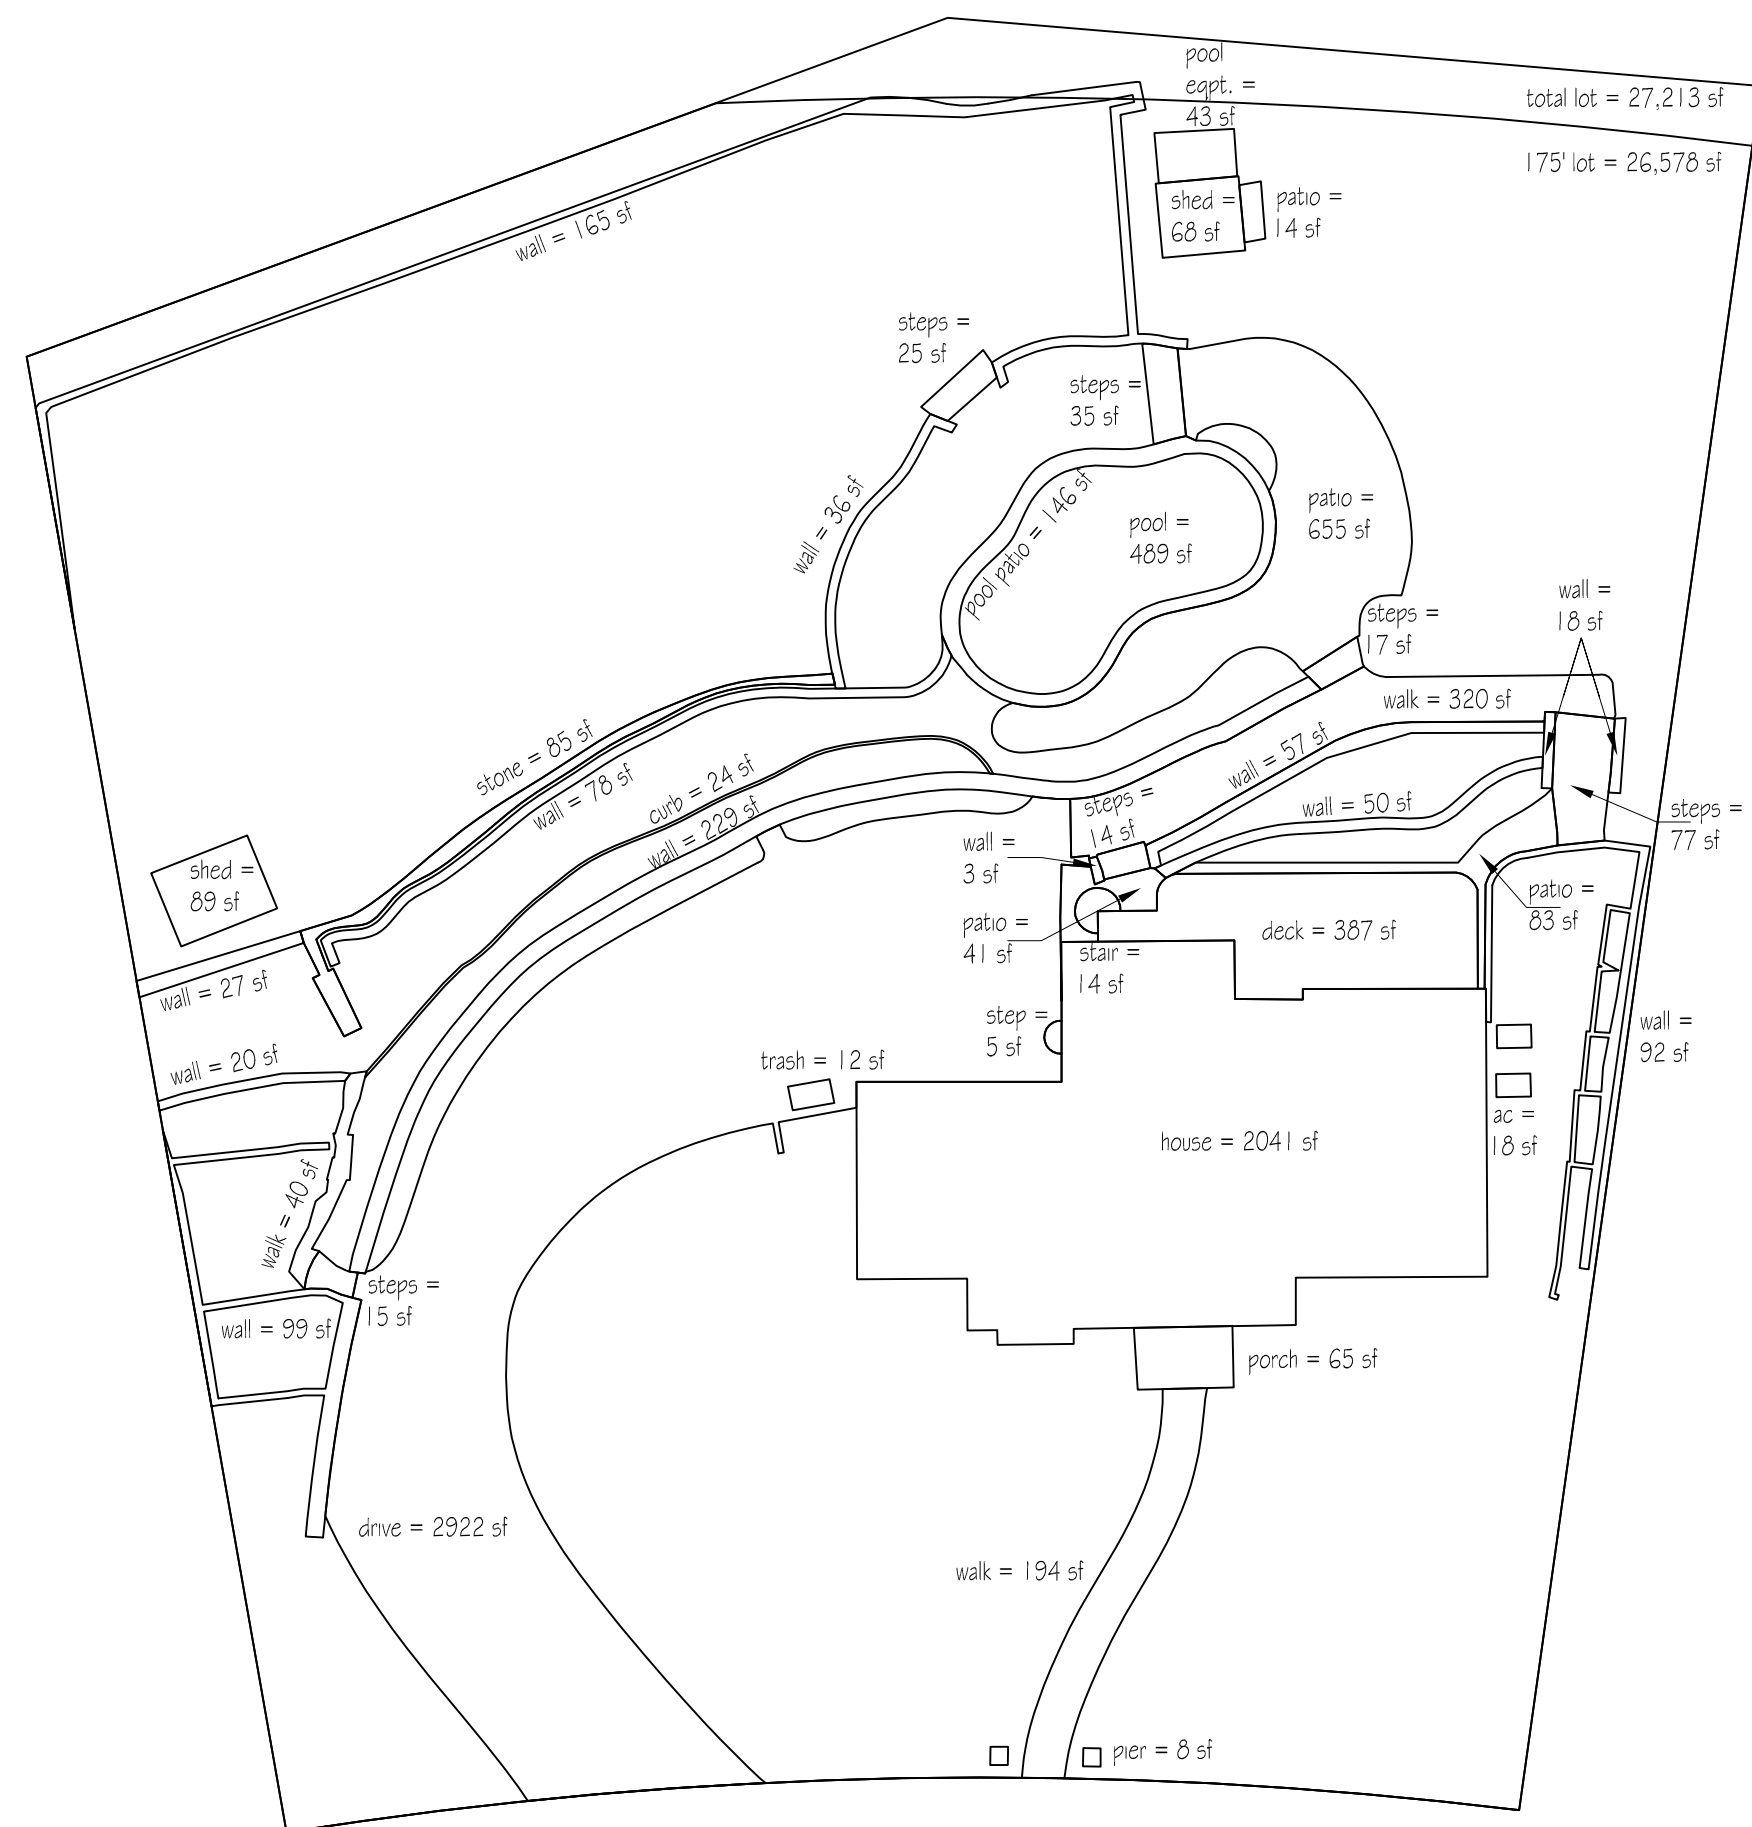 pool
eqpt. =
43 sf
total lot = 27,213 sf
175' lot = 26,578 sf
shed =
68 sf
patio =
14 sf
wall = 165 sf
steps =
25 sf
steps =
35 sf
wall = 36 sf
pool patio = 146 sf
pool =
489 sf
patio =
655 sf
wall =
18 sf
steps =
17 sf
walk = 320 sf
stone = 85 sf
wall = 78 sf
curb = 24 sf
wall = 229 sf
wall = 57 sf
steps =
14 sf
wall = 50 sf
steps =
77 sf
wall =
3 sf
shed =
89 sf
patio =
83 sf
patio =
41 sf
deck = 387 sf
stair =
14 sf
wall = 27 sf
step =
5 sf
wall =
92 sf
wall = 20 sf
trash = 12 sf
ac =
18 sf
house = 2041 sf
walk = 40 sf
steps =
15 sf
wall = 99 sf
porch = 65 sf
drive = 2922 sf
walk = 194 sf
pier = 8 sf